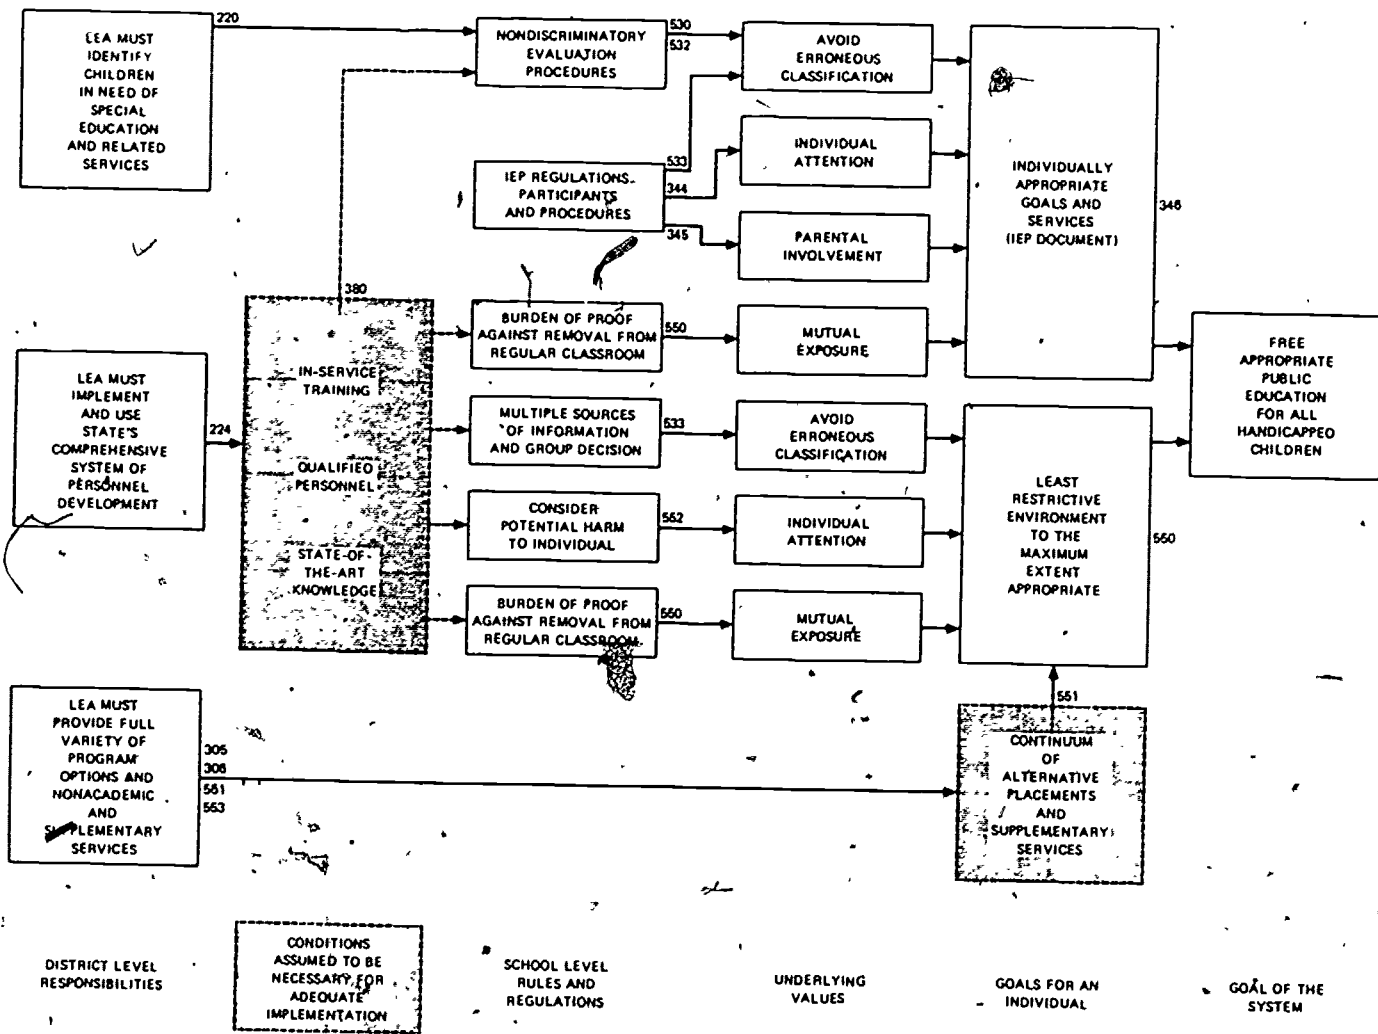 LEA MUST
IDENTIFY
CHILDREN
IN NEED OF
SPECIAL
EDUCATION
AND RELATED
SERVICES
220
NONDISCRIMINATORY
EVALUATION
PROCEDURES
530
532
AVOID
ERRONEOUS
CLASSIFICATION
IEP REGULATIONS-
PARTICIPANTS
AND PROCEDURES
533
344
345
INDIVIDUAL
ATTENTION
PARENTAL
INVOLVEMENT
INDIVIDUALLY
APPROPRIATE
GOALS AND
SERVICES
(IEP DOCUMENT)
346
380
BURDEN OF PROOF
AGAINST REMOVAL FROM
REGULAR CLASSROOM
550
MUTUAL
EXPOSURE
LEA MUST
IMPLEMENT
AND USE
STATE'S
COMPREHENSIVE
SYSTEM OF
PERSONNEL
DEVELOPMENT
224
IN-SERVICE
TRAINING
QUALIFIED
PERSONNEL
STATE-OF-
THE-ART
KNOWLEDGE
MULTIPLE SOURCES
OF INFORMATION
AND GROUP DECISION
533
AVOID
ERRONEOUS
CLASSIFICATION
CONSIDER
POTENTIAL HARM
TO INDIVIDUAL
552
INDIVIDUAL
ATTENTION
BURDEN OF PROOF
AGAINST REMOVAL FROM
REGULAR CLASSROOM
550
MUTUAL
EXPOSURE
LEAST
RESTRICTIVE
ENVIRONMENT
TO THE
MAXIMUM
EXTENT
APPROPRIATE
550
FREE
APPROPRIATE
PUBLIC
EDUCATION
FOR ALL
HANDICAPPED
CHILDREN
LEA MUST
PROVIDE FULL
VARIETY OF
PROGRAM
OPTIONS AND
NONACADEMIC
AND
SUPPLEMENTARY
SERVICES
305
306
551
553
551
CONTINUUM
OF
ALTERNATIVE
PLACEMENTS
AND
SUPPLEMENTARY
SERVICES
DISTRICT LEVEL
RESPONSIBILITIES
CONDITIONS
ASSUMED TO BE
NECESSARY FOR
ADEQUATE
IMPLEMENTATION
SCHOOL LEVEL
RULES AND
REGULATIONS
UNDERLYING
VALUES
GOALS FOR AN
INDIVIDUAL
GOAL OF THE
SYSTEM